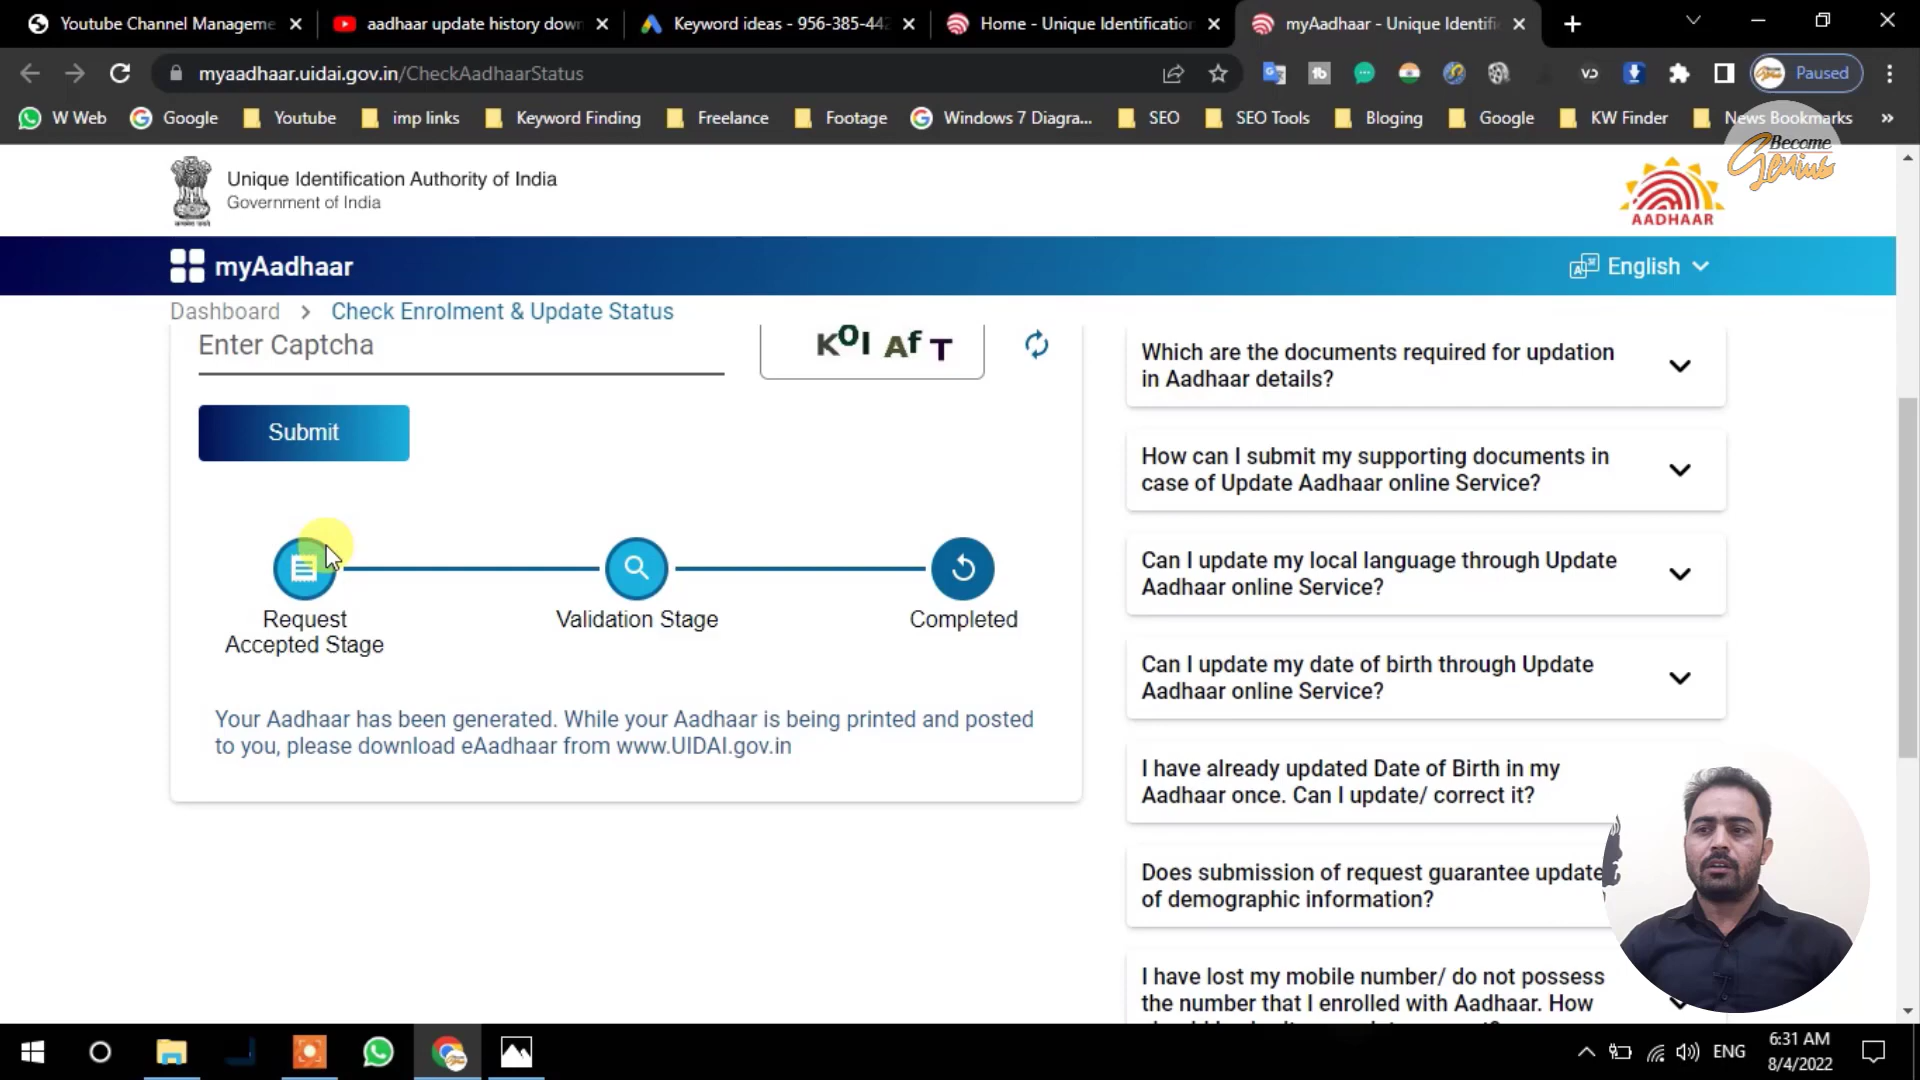 Youtube Channel Manageme
aadhaar update history down
Keyword ideas - 956-385-442
Home - Unique Identification
myAadhaar - Unique Identifi
myaadhaar.uidai.gov.in/CheckAadhaarStatus
Paused
W Web
Google
Youtube
imp links
Keyword Finding
Freelance
Footage
Windows 7 Diagra...
SEO
SEO Tools
Bloging
Google
KW Finder
News Bookmarks
»
Become
Genius
Unique Identification Authority of India
Government of India
AADHAAR
myAadhaar
English
Dashboard > Check Enrolment & Update Status
Enter Captcha
KOl Af T
Submit
Request
Accepted Stage
Validation Stage
Completed
Your Aadhaar has been generated. While your Aadhaar is being printed and posted
to you, please download eAadhaar from www.UIDAI.gov.in
Which are the documents required for updation
in Aadhaar details?
How can I submit my supporting documents in
case of Update Aadhaar online Service?
Can I update my local language through Update
Aadhaar online Service?
Can I update my date of birth through Update
Aadhaar online Service?
I have already updated Date of Birth in my
Aadhaar once. Can I update/ correct it?
Does submission of request guarantee update
of demographic information?
I have lost my mobile number/ do not possess
the number that I enrolled with Aadhaar. How
ENG
6:31 AM
8/4/2022